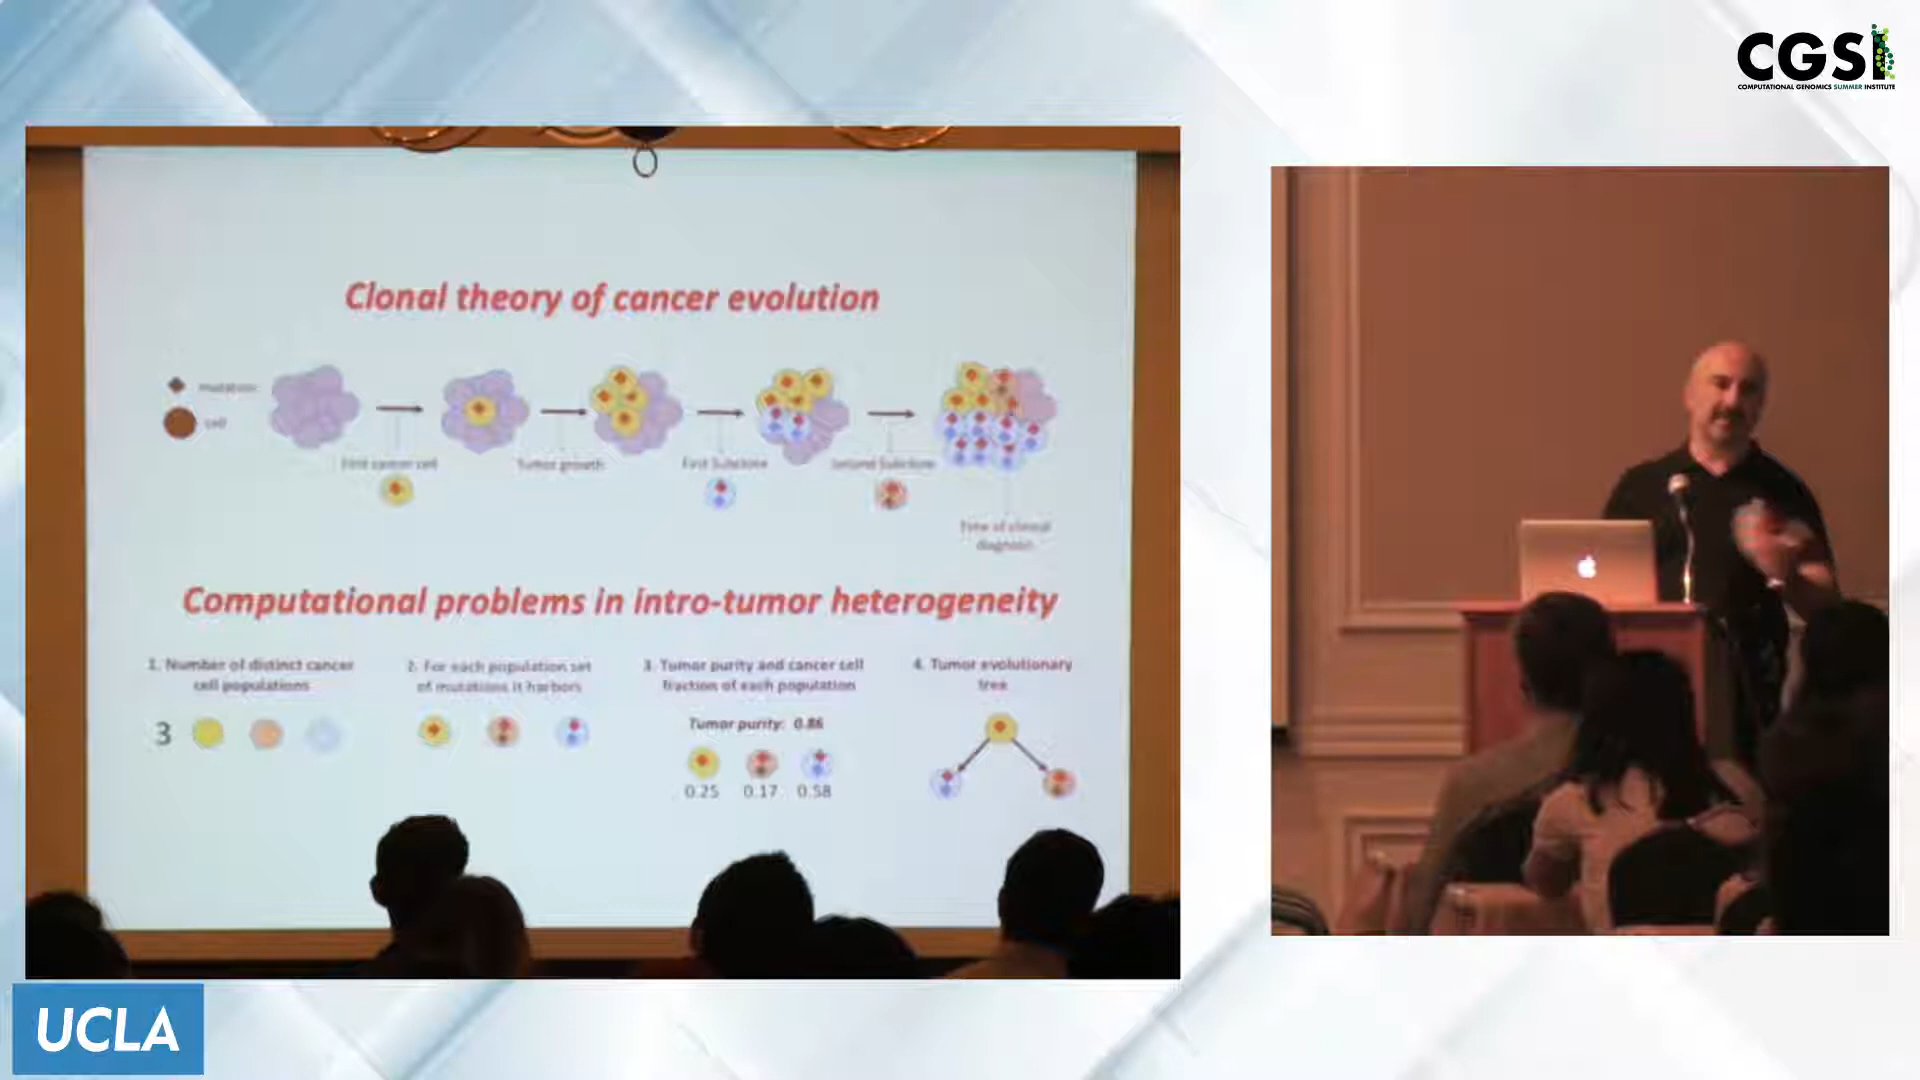 CGSI
COMPUTATIONAL GENOMICS SUMMER INSTITUTE
Clonal theory of cancer evolution
mutation
cell
First cancer cell
Tumor growth
First Subclone
Second Subclone
Time of clinical
diagnosis
Computational problems in intro-tumor heterogeneity
1. Number of distinct cancer
cell populations
3
2. For each population set
of mutations it harbors
3. Tumor purity and cancer cell
fraction of each population
Tumor purity: 0.86
0.25 0.17 0.58
4. Tumor evolutionary
tree
UCLA